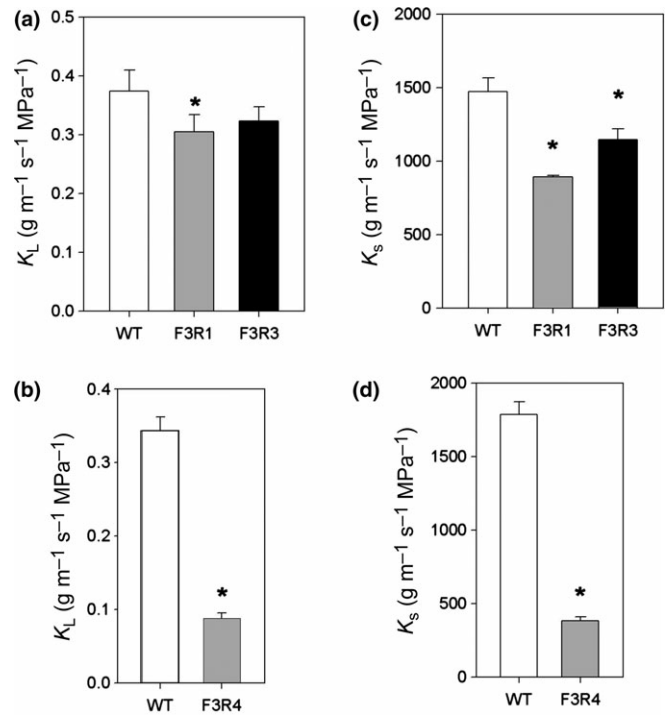 (a)
0.5
0.4
0.3
0.2
0.1
0.0
K_L (g m⁻¹ s⁻¹ MPa⁻¹)
*
WT F3R1 F3R3
(c)
2000
1500
1000
500
0
K_s (g m⁻¹ s⁻¹ MPa⁻¹)
* *
WT F3R1 F3R3
(b)
0.4
0.3
0.2
0.1
0.0
K_L (g m⁻¹ s⁻¹ MPa⁻¹)
*
WT F3R4
(d)
2000
1500
1000
500
0
K_s (g m⁻¹ s⁻¹ MPa⁻¹)
*
WT F3R4